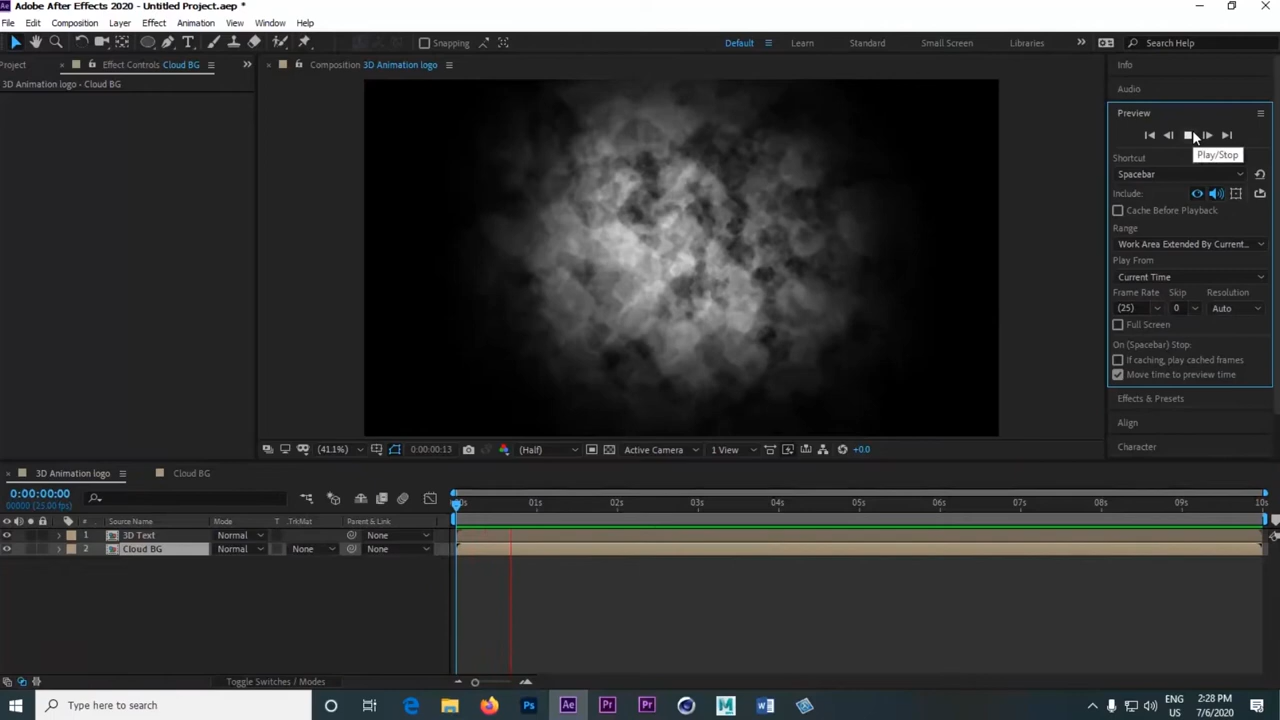 Adobe After Effects 2020 - Untitled Project.aep *
File Edit Composition Layer Effect Animation View Window Help
Snapping
Default Learn Standard Small Screen Libraries Search Help
Project Effect Controls Cloud BG
3D Animation logo - Cloud BG
Composition 3D Animation logo
Info
Audio
Preview
Play/Stop
Shortcut
Spacebar
Include:
Cache Before Playback
Range
Work Area Extended By Current...
Play From
Current Time
Frame Rate Skip Resolution
(25) 0 Auto
Full Screen
On (Spacebar) Stop:
If caching, play cached frames
Move time to preview time
Effects & Presets
Align
Character
(41.1%) 0:00:00:13 (Half) Active Camera 1 View +0.0
3D Animation logo Cloud BG
0:00:00:00
00000 (25.00 fps)
01s 02s 03s 04s 05s 06s 07s 08s 09s 10s
# Source Name Mode T .TrkMat Parent & Link
1 3D Text Normal None
2 Cloud BG Normal None None
Toggle Switches / Modes
Type here to search
ENG
US
2:28 PM
7/6/2020